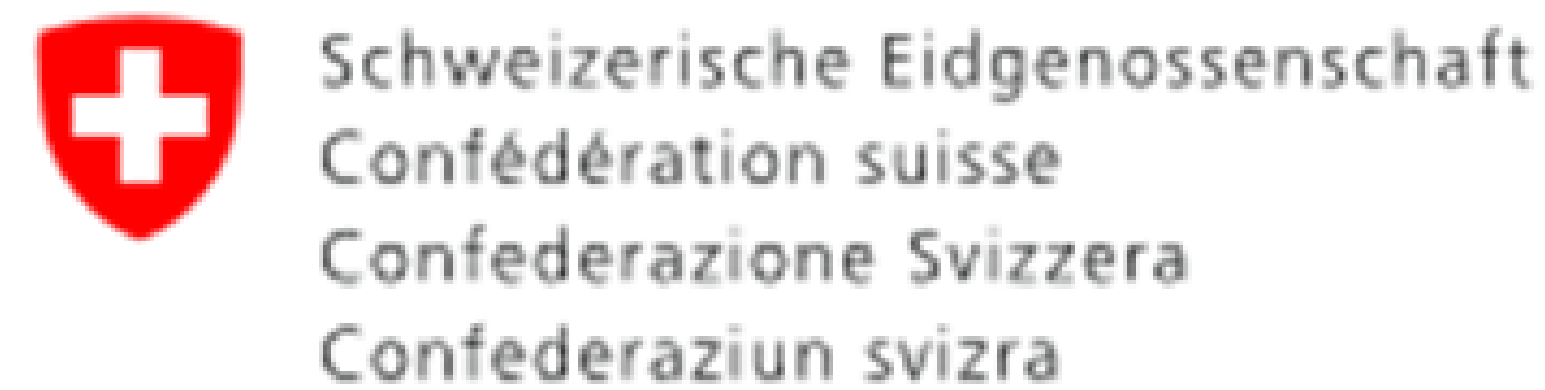 Schweizerische Eidgenossenschaft
Confédération suisse
Confederazione Svizzera
Confederaziun svizra